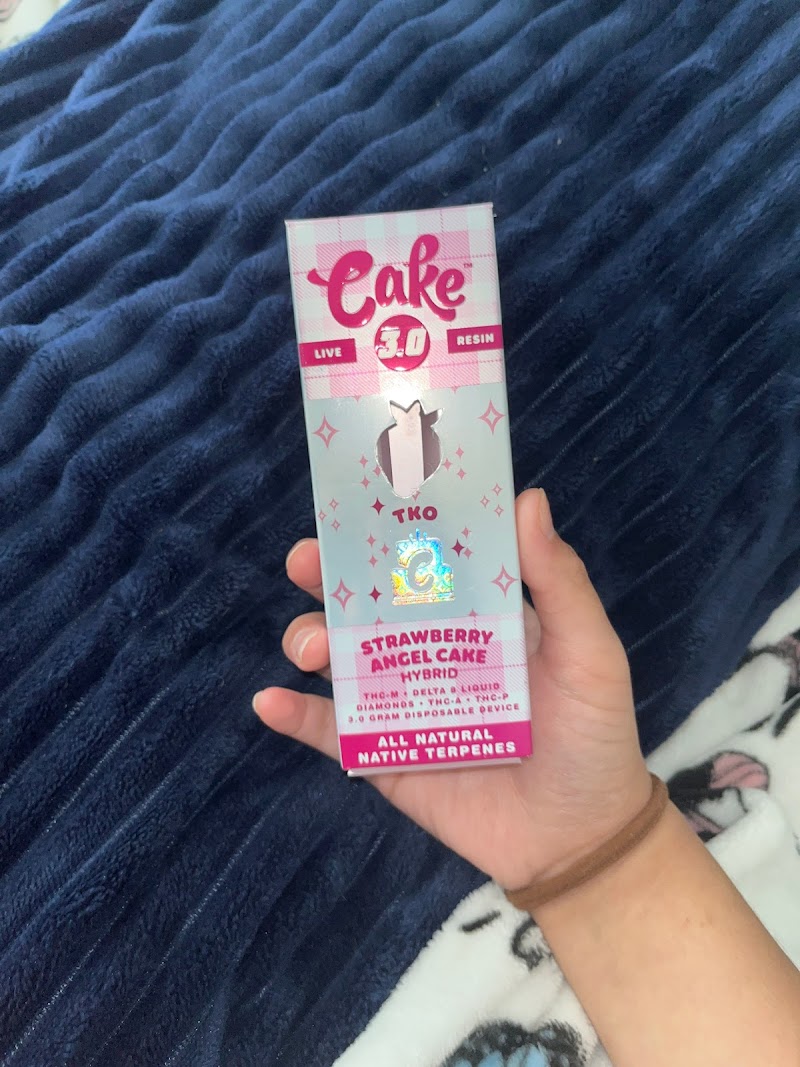 Cake™
LIVE 3.0 RESIN
TKO
C
STRAWBERRY
ANGEL CAKE
HYBRID
THC-M • DELTA 8 LIQUID
DIAMONDS • THC-A • THC-P
3.0 GRAM DISPOSABLE DEVICE
ALL NATURAL
NATIVE TERPENES